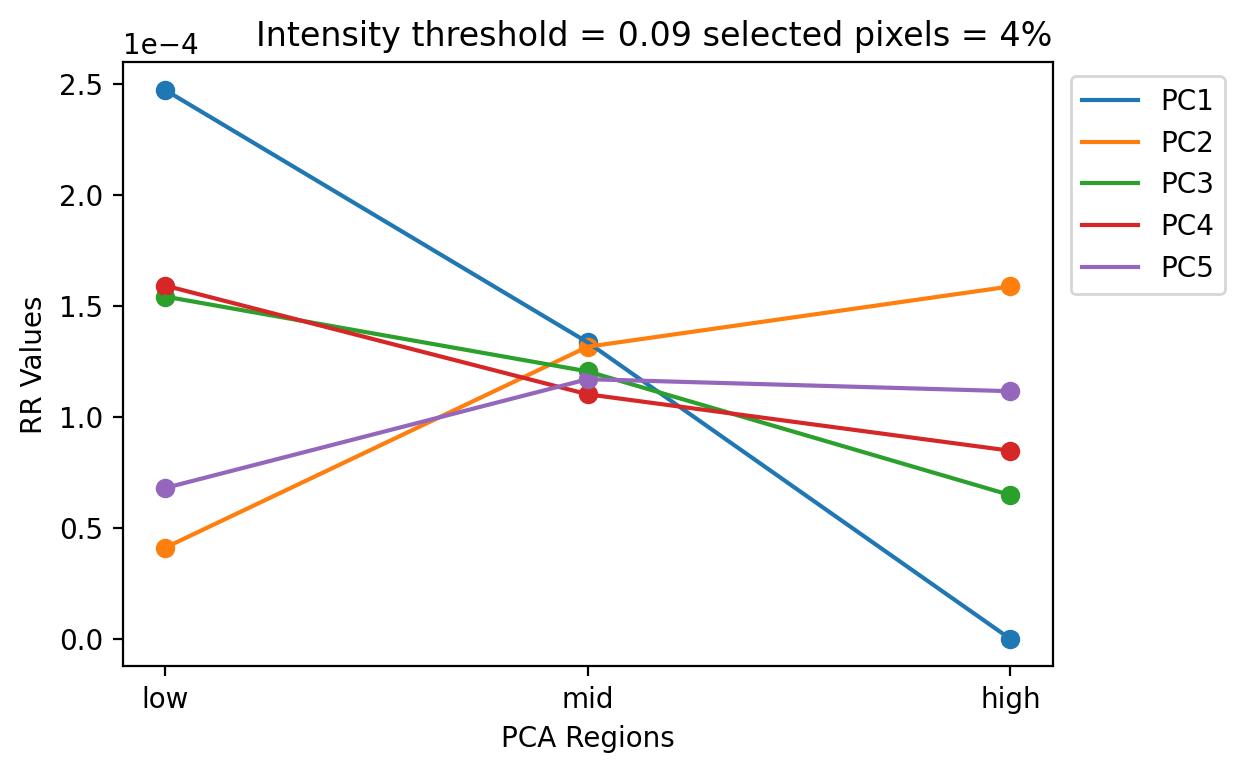 Intensity threshold = 0.09 selected pixels = 4%
1e−4
2.5
2.0
1.5
1.0
0.5
0.0
RR Values
low
mid
high
PCA Regions
PC1
PC2
PC3
PC4
PC5